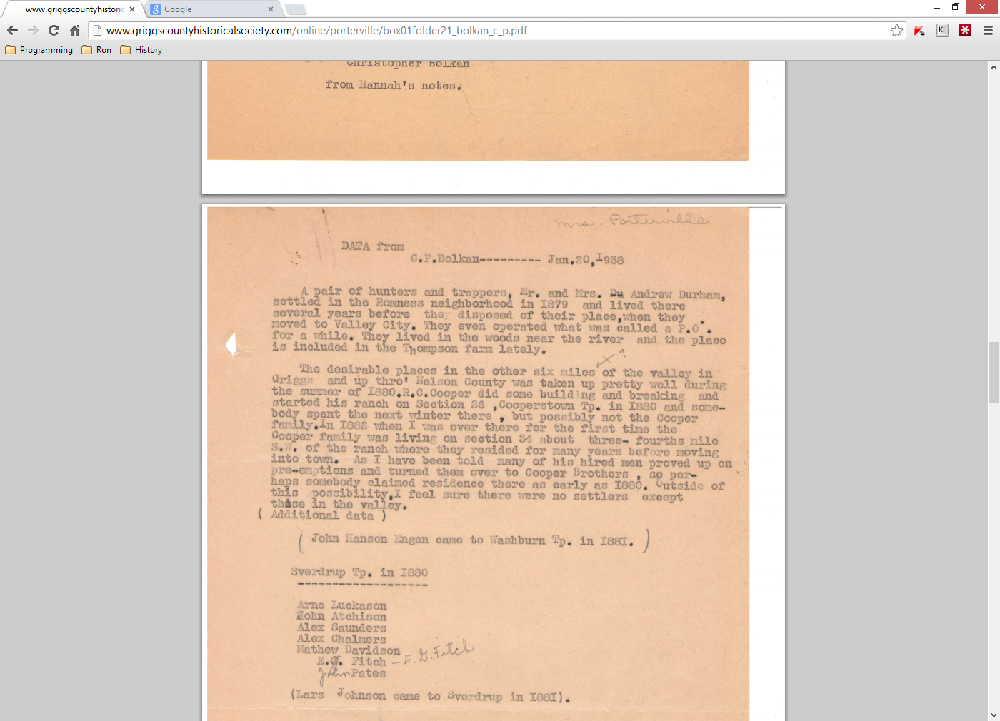 www.griggscountyhistoric
Google
www.griggscountyhistoricalsociety.com/online/porterville/box01folder21_bolkan_c_p.pdf
Programming
Ron
History
Christopher Bolkan
from Hannah's notes.
Mrs. Porterville
DATA from
C.P.Bolkan--------- Jan.20,I938
A pair of hunters and trappers, Mr. and Mrs. Du Andrew Durham,
settled in the Romness neighborhood in I879 and lived there
several years before they disposed of their place,when they
moved to Valley City. They even operated what was called a P.O.
for a while. They lived in the woods near the river and the place
is included in the Thompson farm lately.
X ?
The desirable places in the other six miles of the valley in
Griggs and up thro' Nelson County was taken up pretty well during
the summer of I880.R.C.Cooper did some building and breaking and
started his ranch on Section 26 ,Cooperstown Tp. in I880 and some-
body spent the next winter there , but possibly not the Cooper
family.In I882 when I was over there for the first time the
Cooper family was living on section 34 about three- fourths mile
S.W. of the ranch where they resided for many years before moving
into town. As I have been told many of his hired men proved up on
pre-emptions and turned them over to Cooper Brothers , so per-
haps somebody claimed residence there as early as I880. Outside of
this possibility,I feel sure there were no settlers except
those in the valley.
( Additional data )
( John Hanson Engen came to Washburn Tp. in I88I. )
Sverdrup Tp. in I880
-------------------
Arne Luckason
John Atchison
Alex Saunders
Alex Chalmers
Mathew Davidson
E.G. Fitch - E. G. Fitch
John Pates
(Lars Johnson came to Sverdrup in I88I).